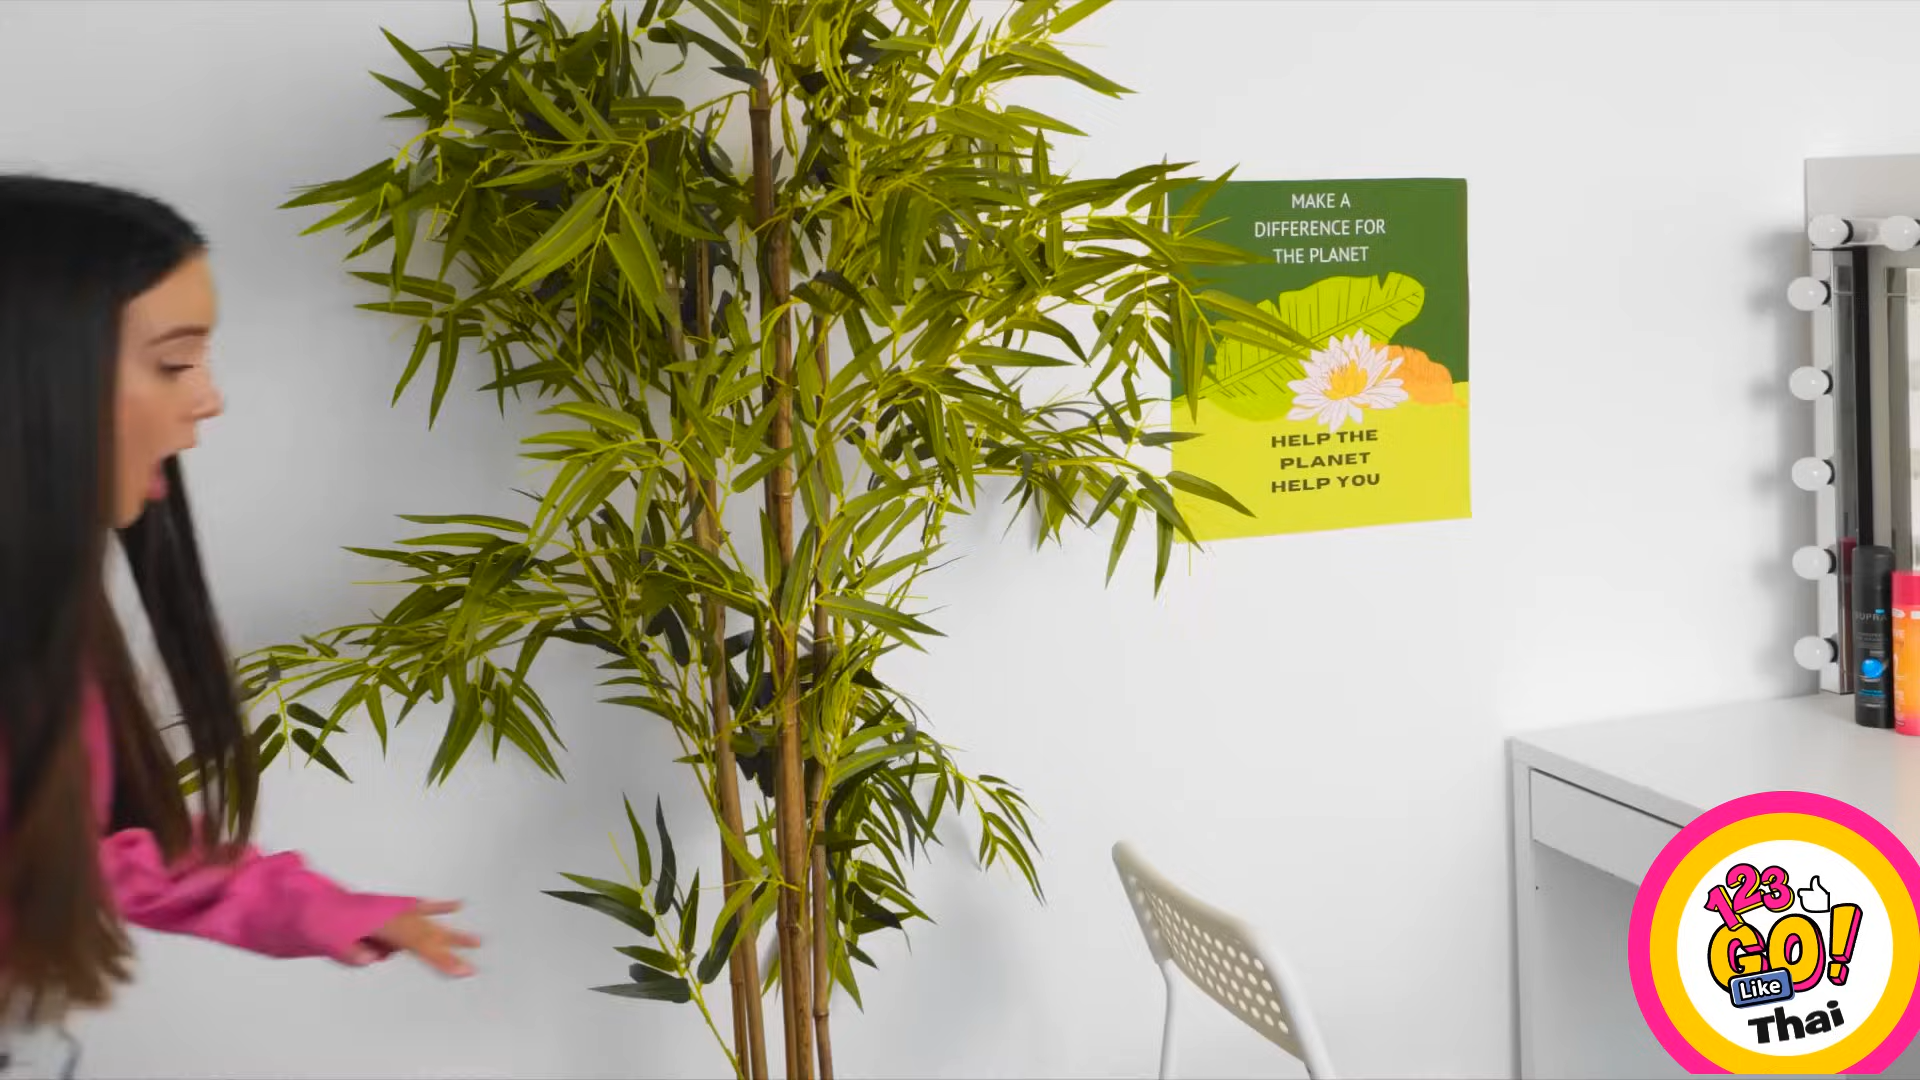 MAKE A
DIFFERENCE FOR
THE PLANET
HELP THE
PLANET
HELP YOU
123
GO!
Like
Thai